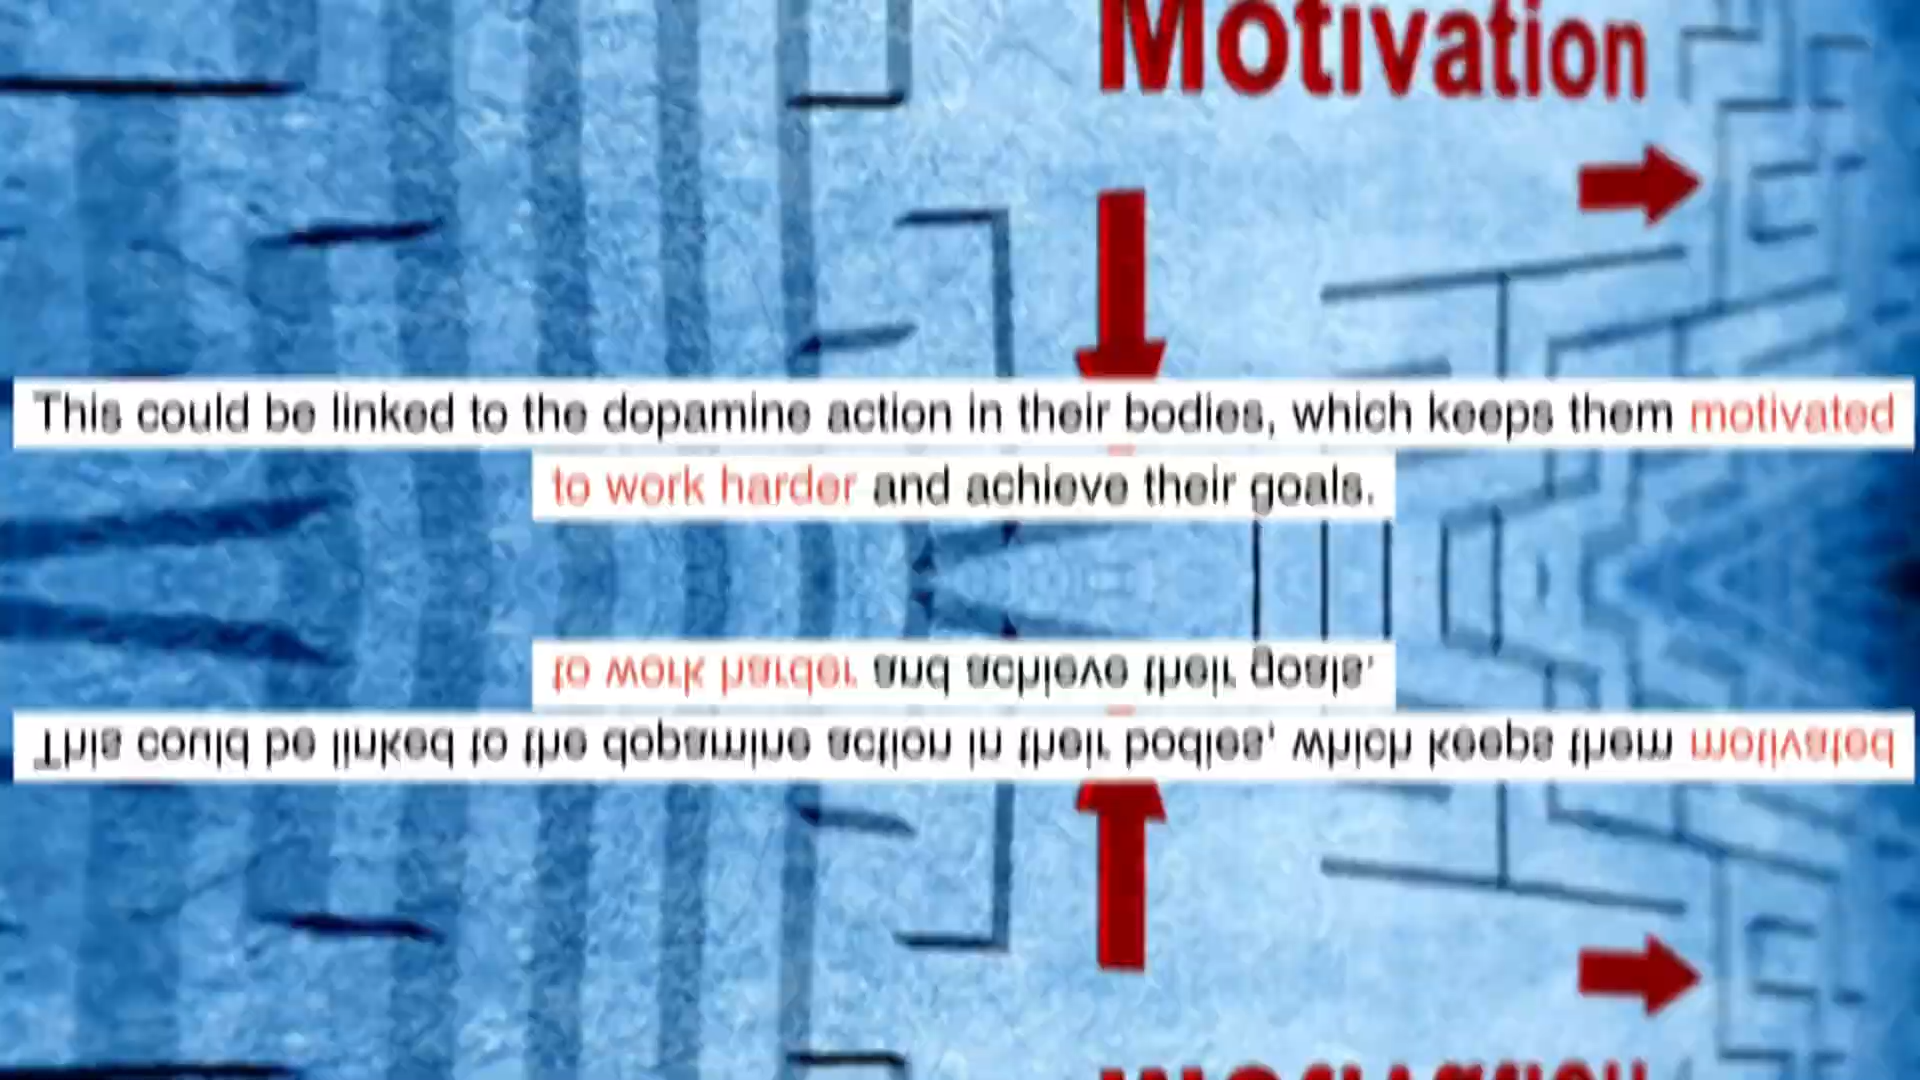 Motivation
This could be linked to the dopamine action in their bodies, which keeps them motivated
to work harder and achieve their goals.
to work harder and achieve their goals.
This could be linked to the dopamine action in their bodies, which keeps them motivated
Motivation